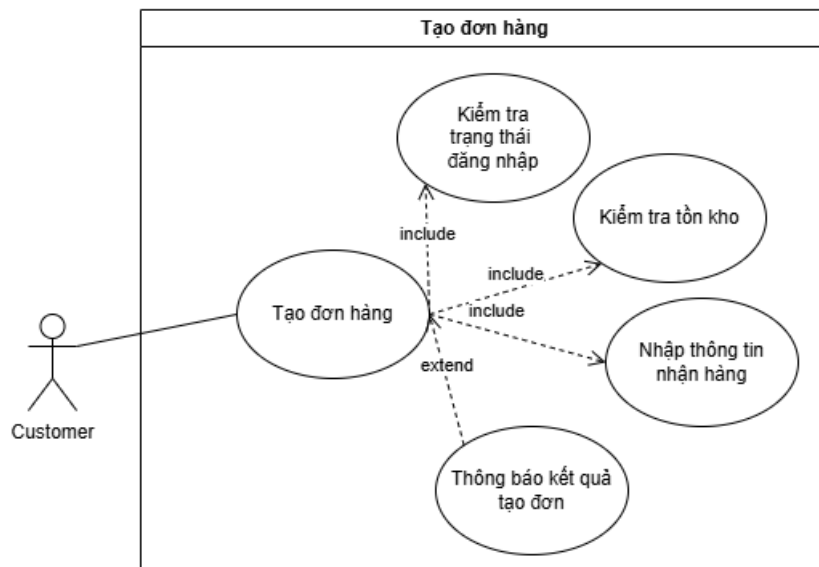 Tạo đơn hàng
Kiểm tra
trạng thái
đăng nhập
Kiểm tra tồn kho
include
include
Tạo đơn hàng
include
Nhập thông tin
nhận hàng
extend
Customer
Thông báo kết quả
tạo đơn